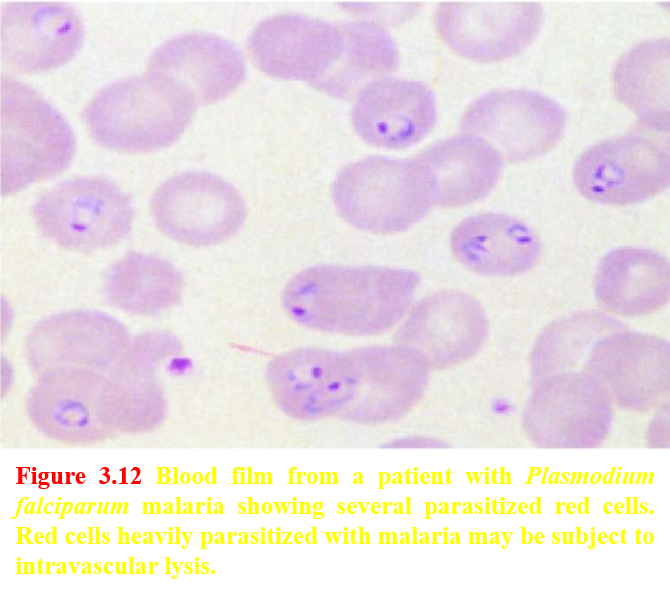 Figure 3.12 Blood film from a patient with Plasmodium
falciparum malaria showing several parasitized red cells.
Red cells heavily parasitized with malaria may be subject to
intravascular lysis.